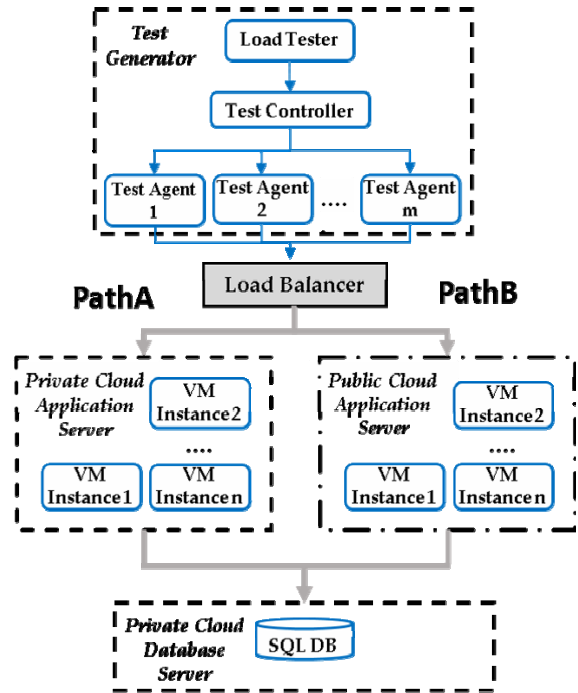 Test
Generator
Load Tester
Test Controller
Test Agent
1
Test Agent
2
....
Test Agent
m
Load Balancer
PathA
PathB
Private Cloud
Application
Server
VM
Instance2
....
VM
Instance1
VM
Instance n
Public Cloud
Application
Server
VM
Instance2
....
VM
Instance1
VM
Instance n
Private Cloud
Database
Server
SQL DB